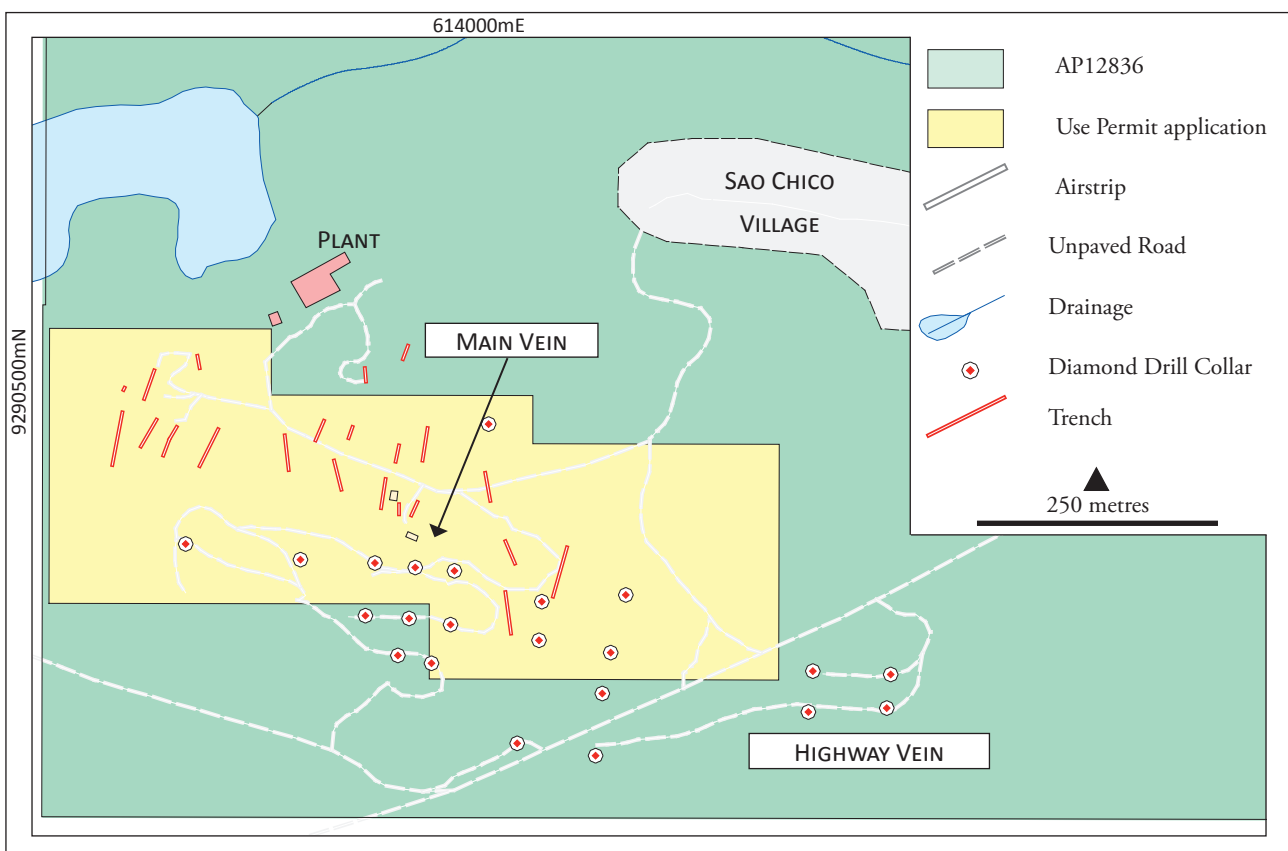 614000mE
9290500mN
PLANT
SAO CHICO
VILLAGE
MAIN VEIN
HIGHWAY VEIN
AP12836
Use Permit application
Airstrip
Unpaved Road
Drainage
Diamond Drill Collar
Trench
250 metres